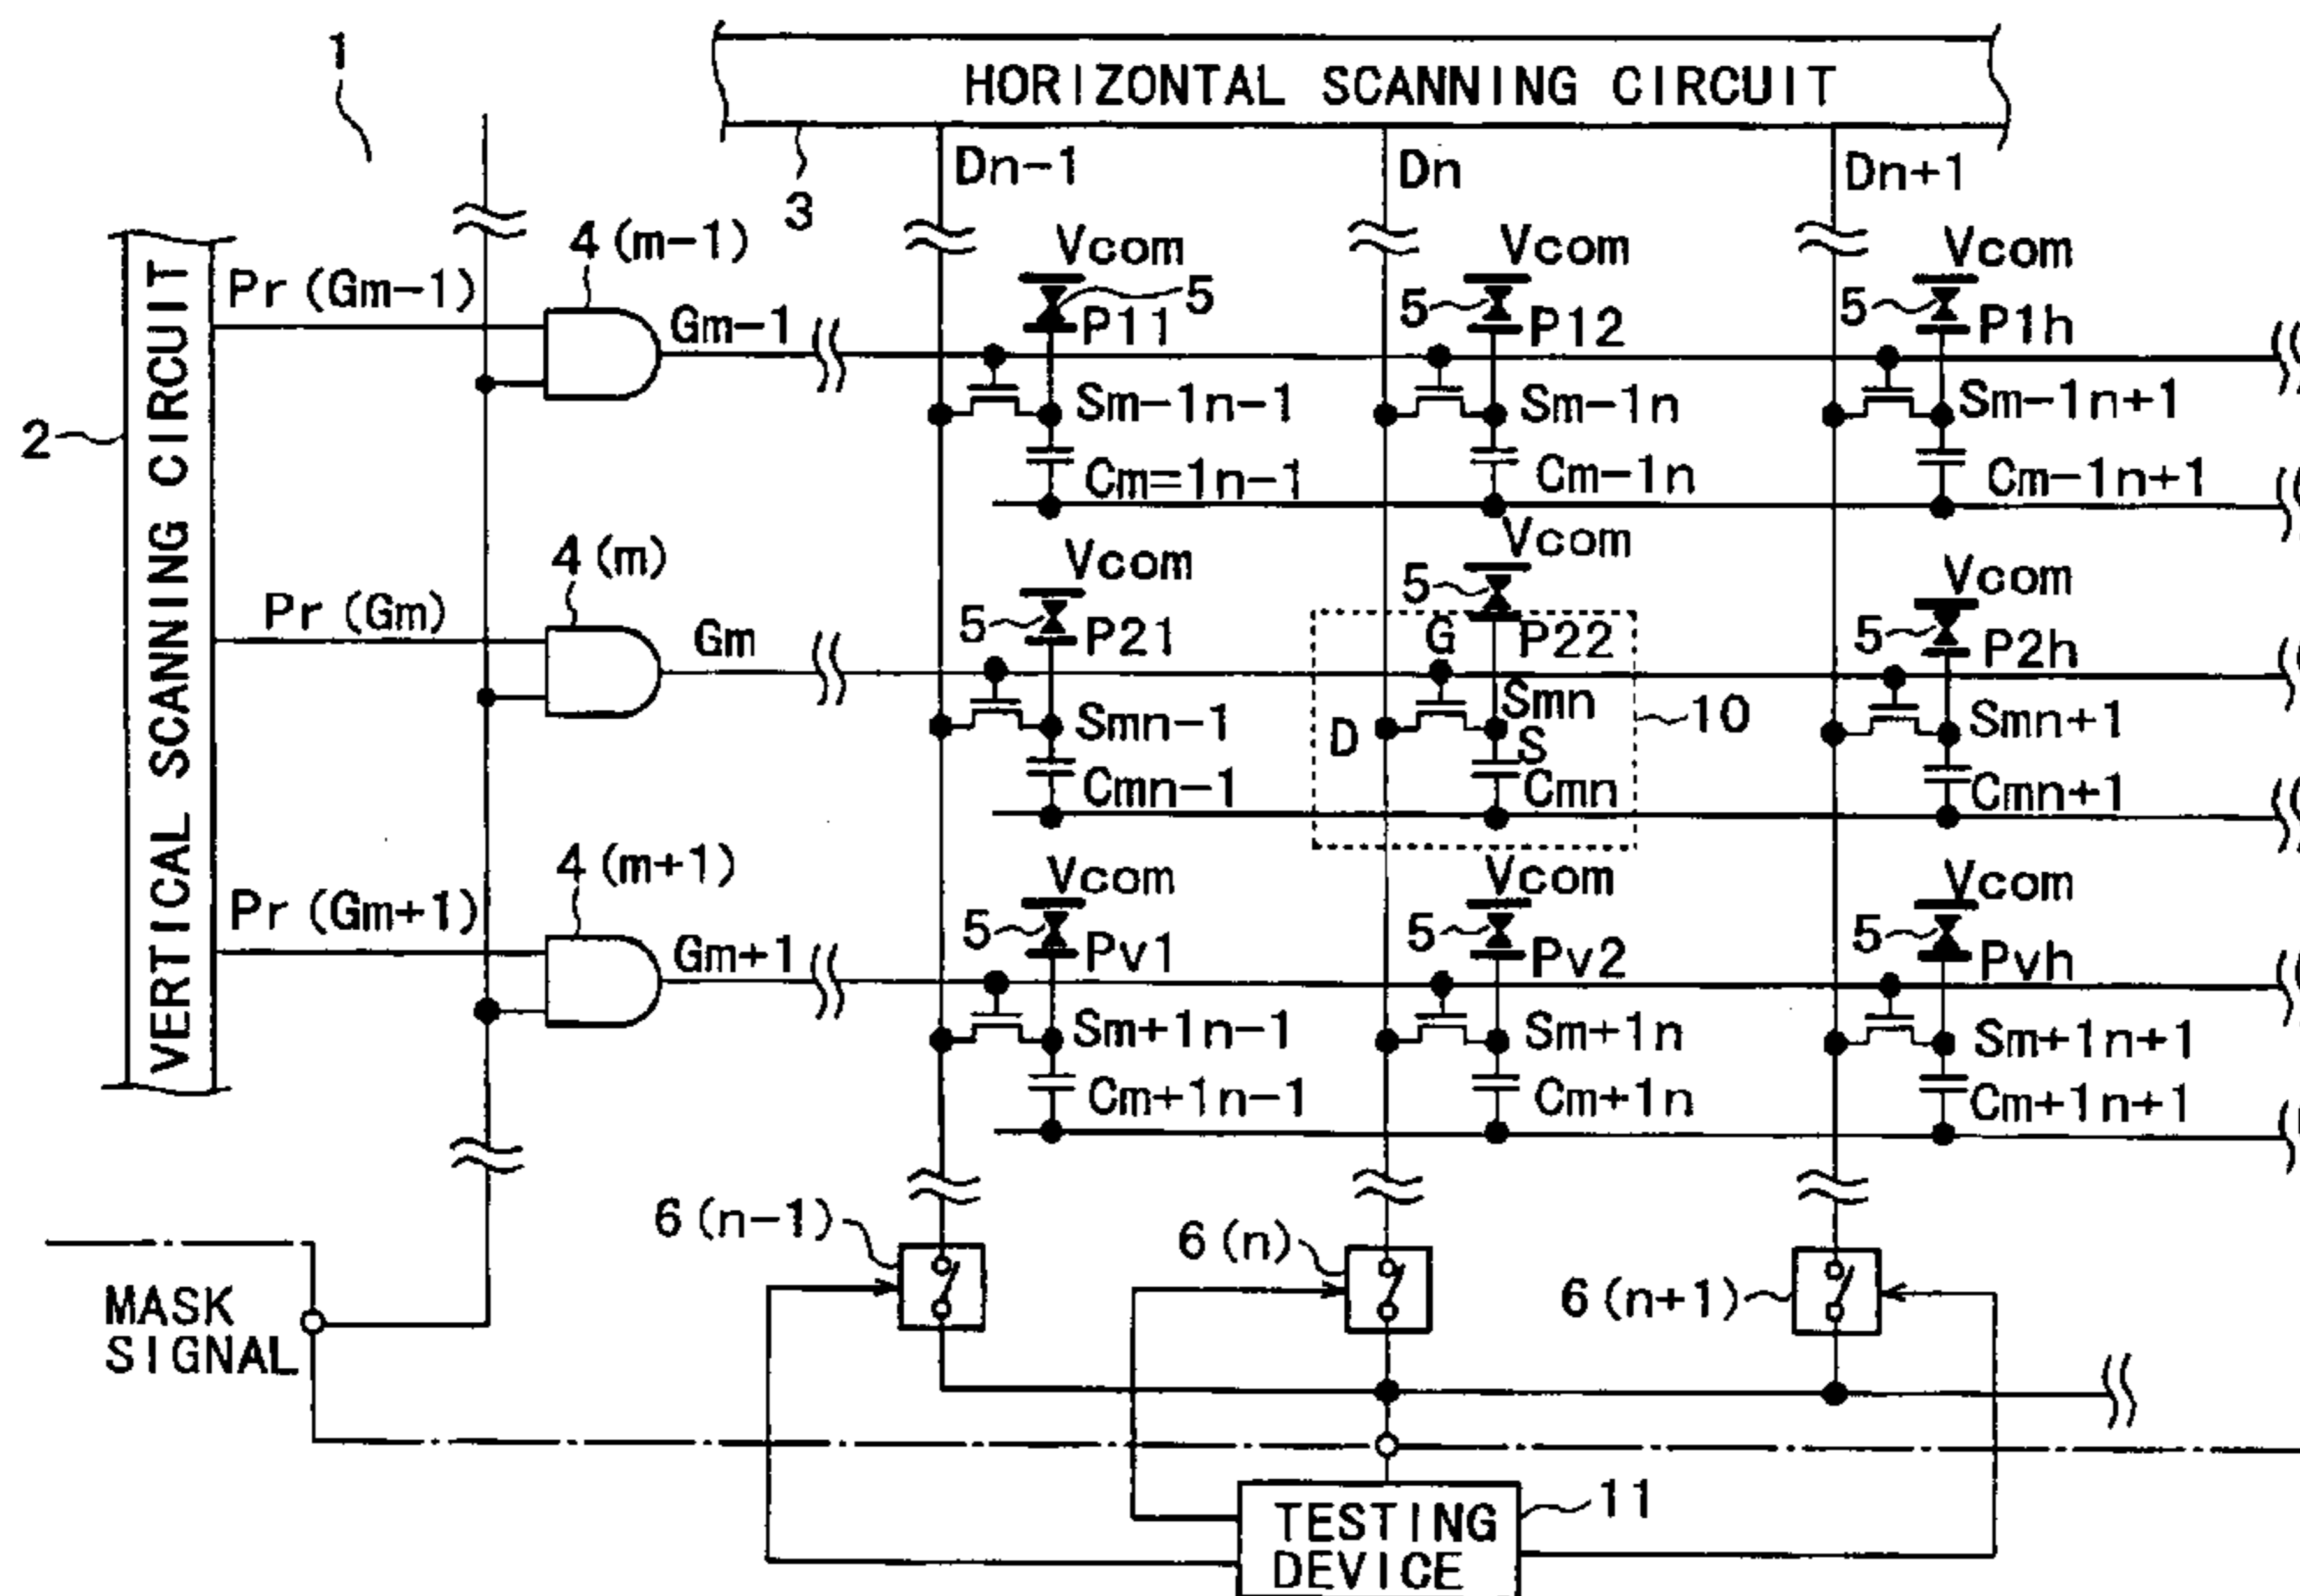 1
HORIZONTAL SCANNING CIRCUIT
3
Dn-1
Dn
Dn+1
VERTICAL SCANNING CIRCUIT
2
Pr(Gm-1)
4(m-1)
Gm-1
Vcom
5
P11
Vcom
5
P12
Vcom
5
P1h
Sm-1n-1
Sm-1n
Sm-1n+1
Cm=1n-1
Cm-1n
Cm-1n+1
Pr(Gm)
4(m)
Gm
Vcom
5
P21
Vcom
5
G
P22
Vcom
5
P2h
Smn-1
D
Smn
S
10
Smn+1
Cmn-1
Cmn
Cmn+1
Pr(Gm+1)
4(m+1)
Gm+1
Vcom
5
Pv1
Vcom
5
Pv2
Vcom
5
Pvh
Sm+1n-1
Sm+1n
Sm+1n+1
Cm+1n-1
Cm+1n
Cm+1n+1
6(n-1)
6(n)
6(n+1)
MASK
SIGNAL
TESTING
DEVICE
11